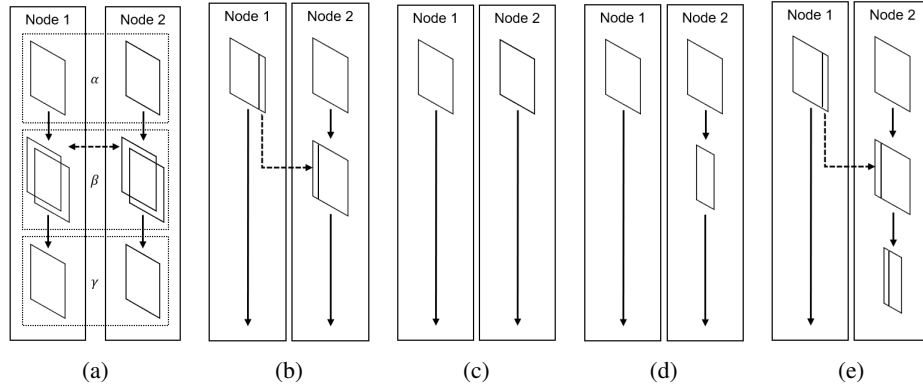 Node 1 Node 2 Node 1 Node 2 Node 1 Node 2 Node 1 Node 2 Node 1 Node 2
α
β
γ
(a) (b) (c) (d) (e)